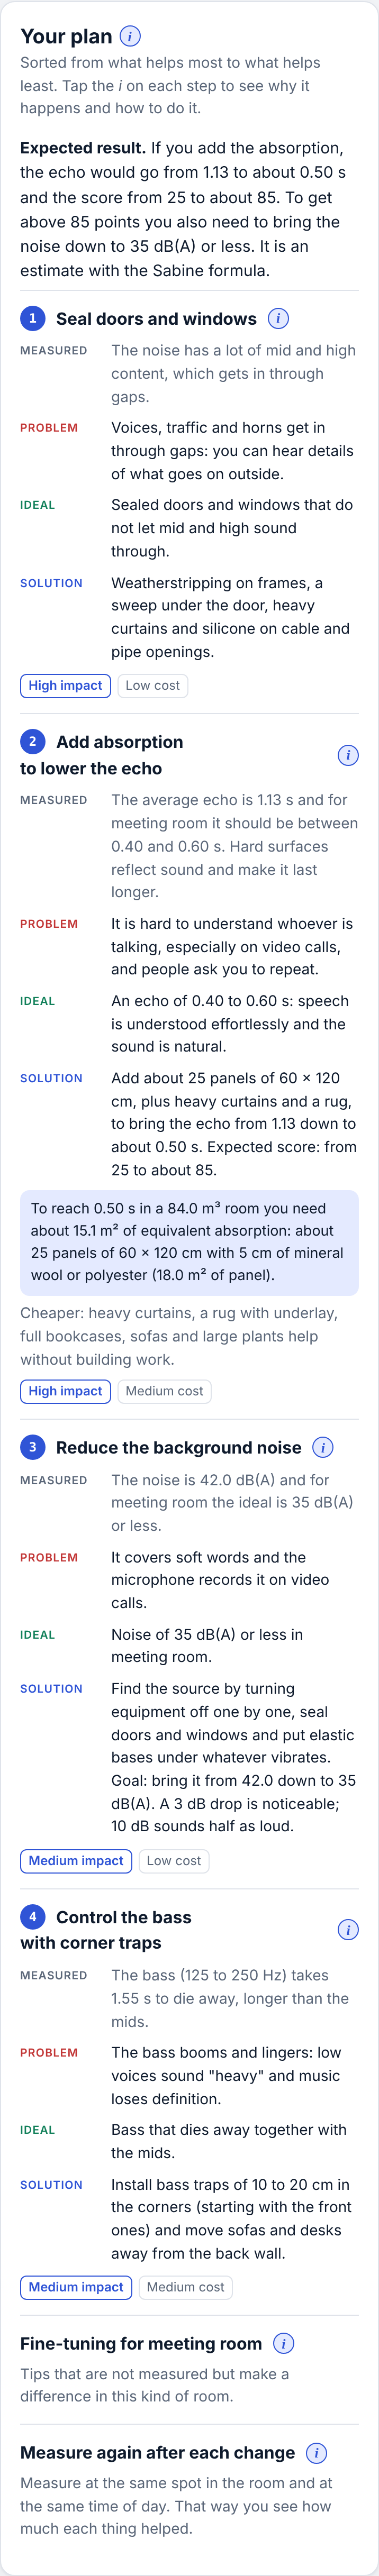 Your plan i
Sorted from what helps most to what helps
least. Tap the i on each step to see why it
happens and how to do it.
Expected result. If you add the absorption,
the echo would go from 1.13 to about 0.50 s
and the score from 25 to about 85. To get
above 85 points you also need to bring the
noise down to 35 dB(A) or less. It is an
estimate with the Sabine formula.
1 Seal doors and windows i
MEASURED The noise has a lot of mid and high
content, which gets in through
gaps.
PROBLEM Voices, traffic and horns get in
through gaps: you can hear details
of what goes on outside.
IDEAL Sealed doors and windows that do
not let mid and high sound
through.
SOLUTION Weatherstripping on frames, a
sweep under the door, heavy
curtains and silicone on cable and
pipe openings.
High impact Low cost
2 Add absorption
to lower the echo i
MEASURED The average echo is 1.13 s and for
meeting room it should be between
0.40 and 0.60 s. Hard surfaces
reflect sound and make it last
longer.
PROBLEM It is hard to understand whoever is
talking, especially on video calls,
and people ask you to repeat.
IDEAL An echo of 0.40 to 0.60 s: speech
is understood effortlessly and the
sound is natural.
SOLUTION Add about 25 panels of 60 × 120
cm, plus heavy curtains and a rug,
to bring the echo from 1.13 down to
about 0.50 s. Expected score: from
25 to about 85.
To reach 0.50 s in a 84.0 m³ room you need
about 15.1 m² of equivalent absorption: about
25 panels of 60 × 120 cm with 5 cm of mineral
wool or polyester (18.0 m² of panel).
Cheaper: heavy curtains, a rug with underlay,
full bookcases, sofas and large plants help
without building work.
High impact Medium cost
3 Reduce the background noise i
MEASURED The noise is 42.0 dB(A) and for
meeting room the ideal is 35 dB(A)
or less.
PROBLEM It covers soft words and the
microphone records it on video
calls.
IDEAL Noise of 35 dB(A) or less in
meeting room.
SOLUTION Find the source by turning
equipment off one by one, seal
doors and windows and put elastic
bases under whatever vibrates.
Goal: bring it from 42.0 down to 35
dB(A). A 3 dB drop is noticeable;
10 dB sounds half as loud.
Medium impact Low cost
4 Control the bass
with corner traps i
MEASURED The bass (125 to 250 Hz) takes
1.55 s to die away, longer than the
mids.
PROBLEM The bass booms and lingers: low
voices sound "heavy" and music
loses definition.
IDEAL Bass that dies away together with
the mids.
SOLUTION Install bass traps of 10 to 20 cm in
the corners (starting with the front
ones) and move sofas and desks
away from the back wall.
Medium impact Medium cost
Fine-tuning for meeting room i
Tips that are not measured but make a
difference in this kind of room.
Measure again after each change i
Measure at the same spot in the room and at
the same time of day. That way you see how
much each thing helped.